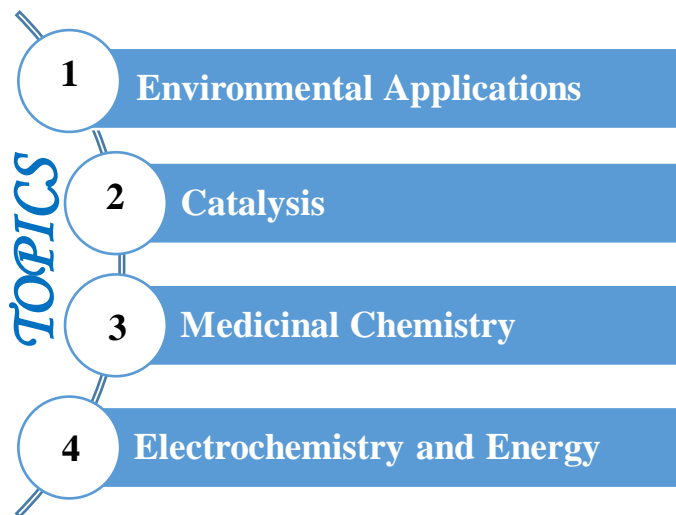 TOPICS
1
Environmental Applications
2
Catalysis
3
Medicinal Chemistry
4
Electrochemistry and Energy